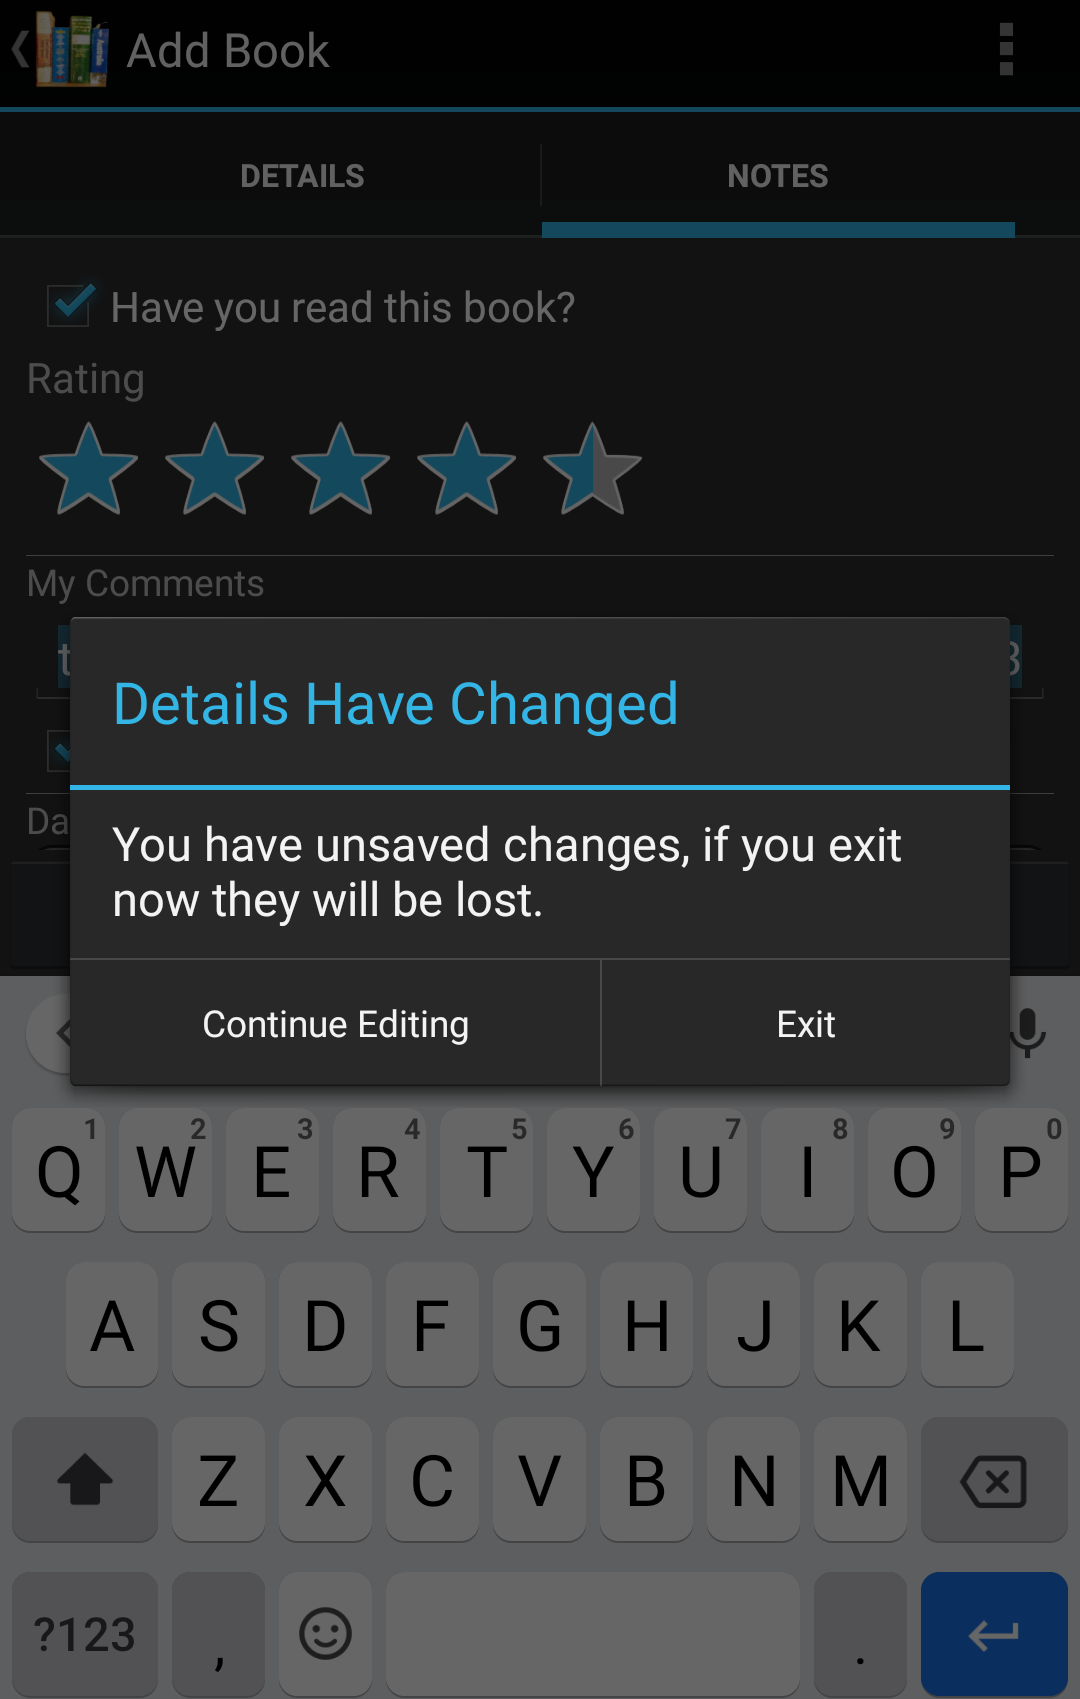 Add Book
DETAILS
NOTES
Have you read this book?
Rating
My Comments
Details Have Changed
You have unsaved changes, if you exit
now they will be lost.
Continue Editing
Exit
1 2 3 4 5 6 7 8 9 0
Q W E R T Y U I O P
A S D F G H J K L
Z X C V B N M
?123 , .